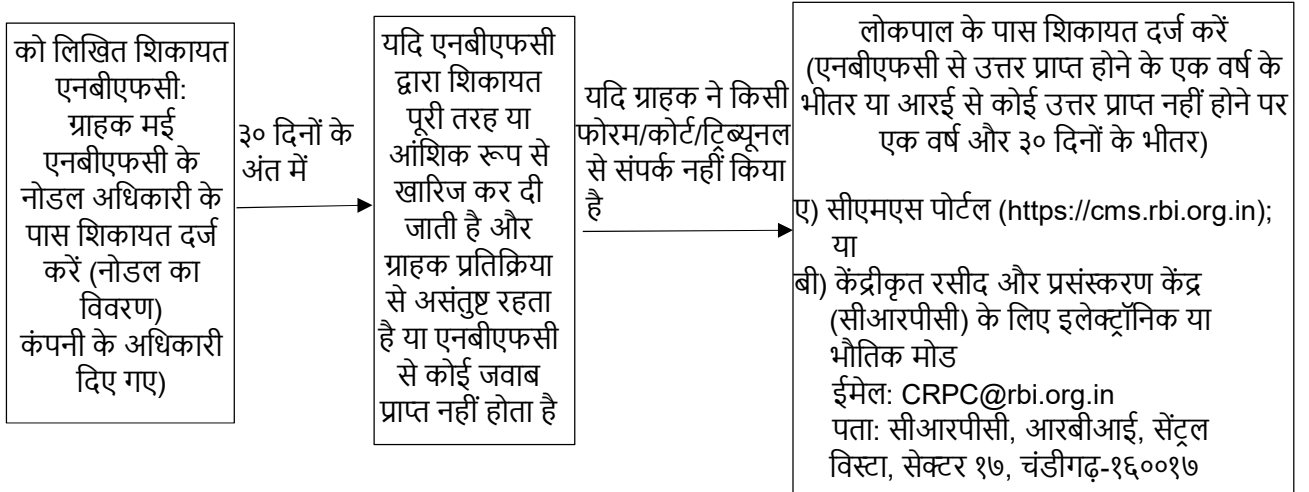 को लिखित शिकायत
एनबीएफसी:
ग्राहक मई
एनबीएफसी के
नोडल अधिकारी के
पास शिकायत दर्ज
करें (नोडल का
विवरण)
कंपनी के अधिकारी
दिए गए)
३० दिनों के
अंत में
यदि एनबीएफसी
द्वारा शिकायत
पूरी तरह या
आंशिक रूप से
खारिज कर दी
जाती है और
ग्राहक प्रतिक्रिया
से असंतुष्ट रहता
है या एनबीएफसी
से कोई जवाब
प्राप्त नहीं होता है
यदि ग्राहक ने किसी
फोरम/कोर्ट/ट्रिब्यूनल
से संपर्क नहीं किया
है
लोकपाल के पास शिकायत दर्ज करें
(एनबीएफसी से उत्तर प्राप्त होने के एक वर्ष के
भीतर या आरई से कोई उत्तर प्राप्त नहीं होने पर
एक वर्ष और ३० दिनों के भीतर)
ए) सीएमएस पोर्टल (https://cms.rbi.org.in);
या
बी) केंद्रीकृत रसीद और प्रसंस्करण केंद्र
(सीआरपीसी) के लिए इलेक्ट्रॉनिक या
भौतिक मोड
ईमेल: CRPC@rbi.org.in
पता: सीआरपीसी, आरबीआई, सेंट्रल
विस्टा, सेक्टर १७, चंडीगढ़-१६००१७